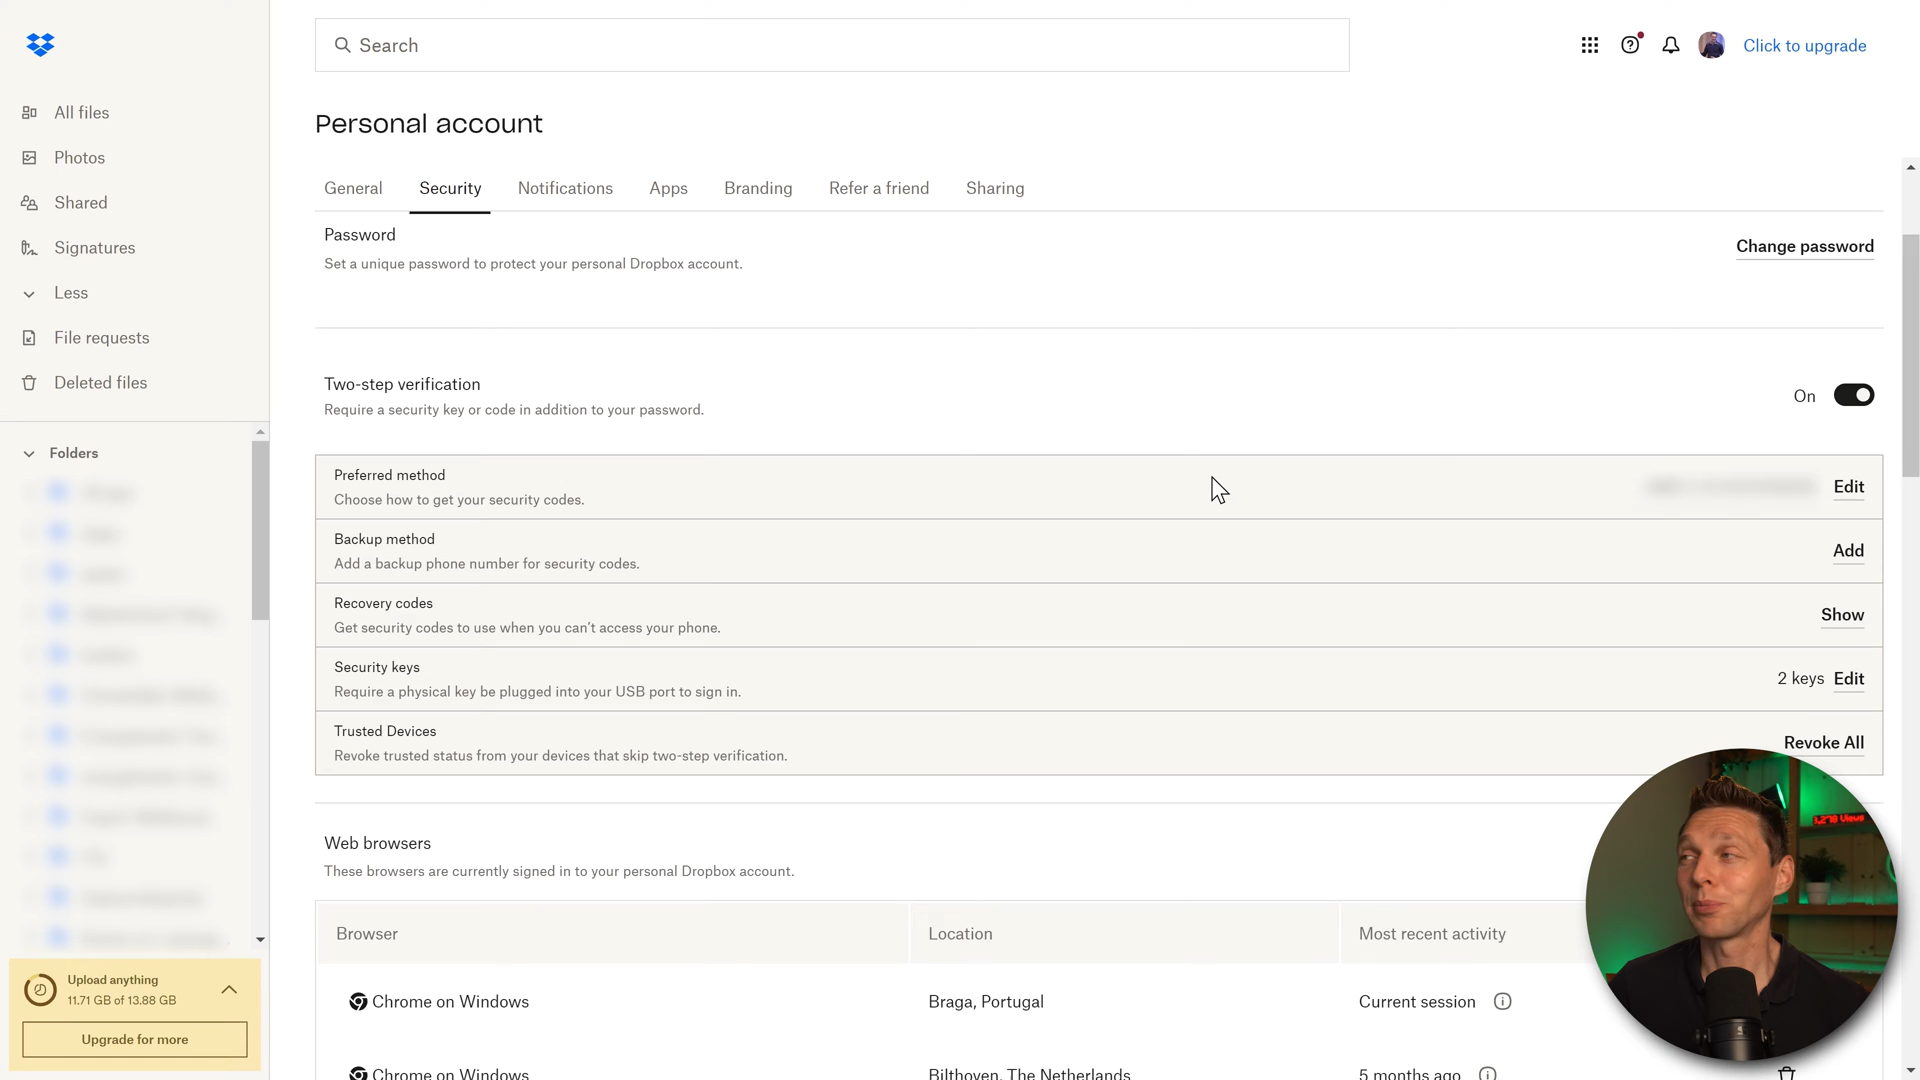 Search
Click to upgrade
All files
Photos
Shared
Signatures
Less
File requests
Deleted files
Folders
Upload anything
11.71 GB of 13.88 GB
Upgrade for more
Personal account
General
Security
Notifications
Apps
Branding
Refer a friend
Sharing
Password
Set a unique password to protect your personal Dropbox account.
Change password
Two-step verification
Require a security key or code in addition to your password.
On
Preferred method
Choose how to get your security codes.
Edit
Backup method
Add a backup phone number for security codes.
Add
Recovery codes
Get security codes to use when you can’t access your phone.
Show
Security keys
Require a physical key be plugged into your USB port to sign in.
2 keys Edit
Trusted Devices
Revoke trusted status from your devices that skip two-step verification.
Revoke All
Web browsers
These browsers are currently signed in to your personal Dropbox account.
Browser
Location
Most recent activity
Chrome on Windows
Braga, Portugal
Current session
Chrome on Windows
Bilthoven, The Netherlands
5 months ago
Views